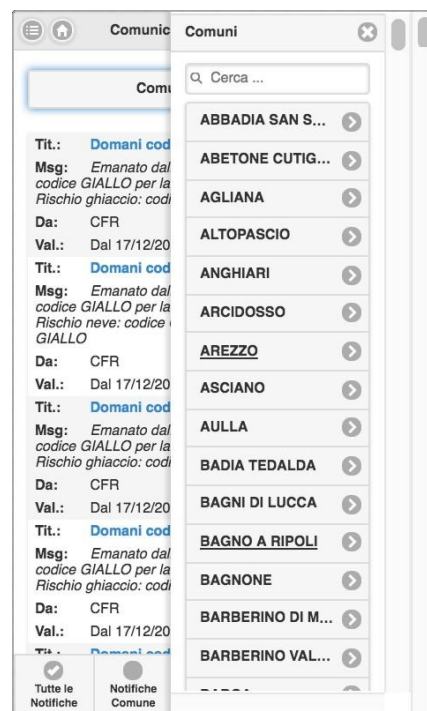 Comunic
Comu
Tit.: Domani cod
Msg: Emanato dal
codice GIALLO per la
Rischio ghiaccio: codi
Da: CFR
Val.: Dal 17/12/20
Tit.: Domani cod
Msg: Emanato dal
codice GIALLO per la
Rischio neve: codice
GIALLO
Da: CFR
Val.: Dal 17/12/20
Tit.: Domani cod
Msg: Emanato dal
codice GIALLO per la
Rischio ghiaccio: codi
Da: CFR
Val.: Dal 17/12/20
Tit.: Domani cod
Msg: Emanato dal
codice GIALLO per la
Rischio ghiaccio: codi
Da: CFR
Val.: Dal 17/12/20
Tutte le
Notifiche
Notifiche
Comune
Comuni
Cerca ...
ABBADIA SAN S...
ABETONE CUTIG...
AGLIANA
ALTOPASCIO
ANGHIARI
ARCIDOSSO
AREZZO
ASCIANO
AULLA
BADIA TEDALDA
BAGNI DI LUCCA
BAGNO A RIPOLI
BAGNONE
BARBERINO DI M...
BARBERINO VAL...